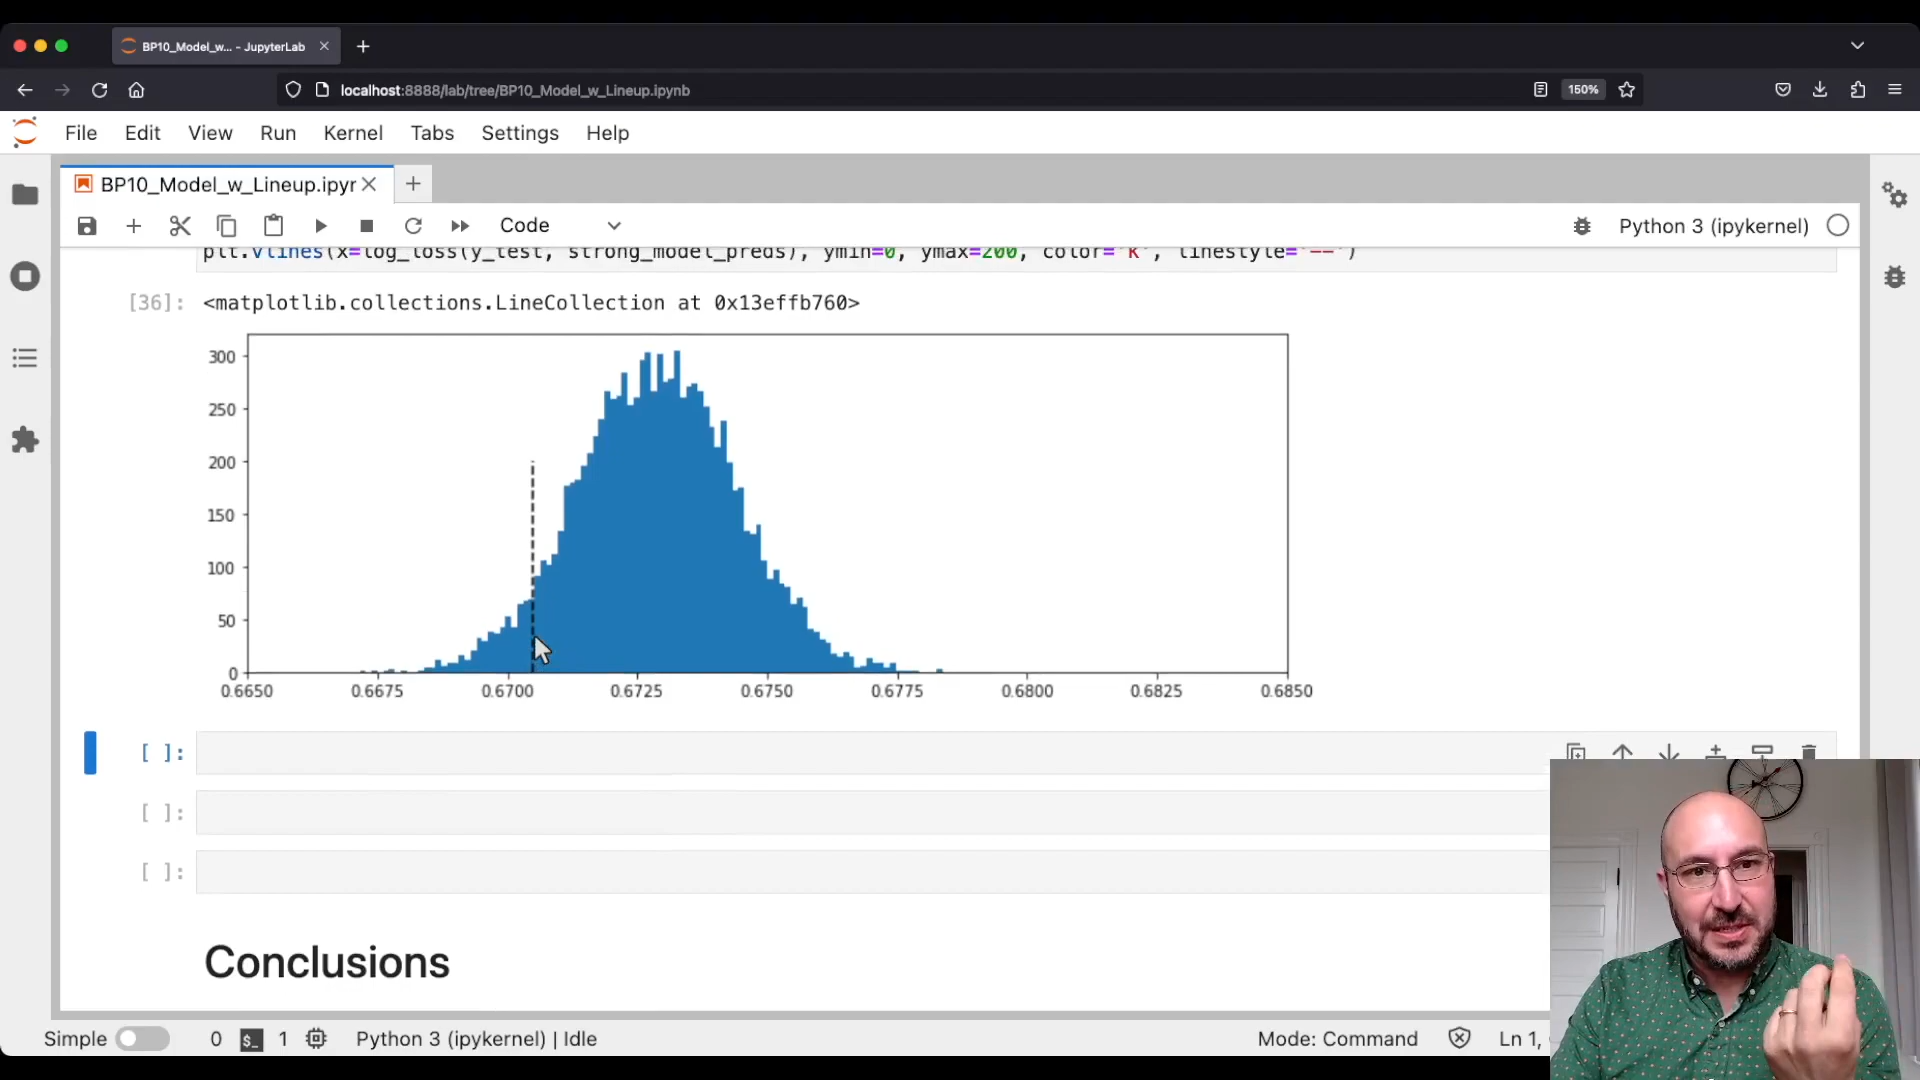 BP10_Model_w... - JupyterLab
localhost:8888/lab/tree/BP10_Model_w_Lineup.ipynb
150%
File Edit View Run Kernel Tabs Settings Help
BP10_Model_w_Lineup.ipyr
Code
Python 3 (ipykernel)
plt.vlines(x=log_loss(y_test, strong_model_preds), ymin=0, ymax=200, color='k', linestyle='--')
[36]: <matplotlib.collections.LineCollection at 0x13effb760>
300
250
200
150
100
50
0
0.6650 0.6675 0.6700 0.6725 0.6750 0.6775 0.6800 0.6825 0.6850
[ ]:
[ ]:
[ ]:
Conclusions
Simple 0 $_ 1 Python 3 (ipykernel) | Idle Mode: Command Ln 1,